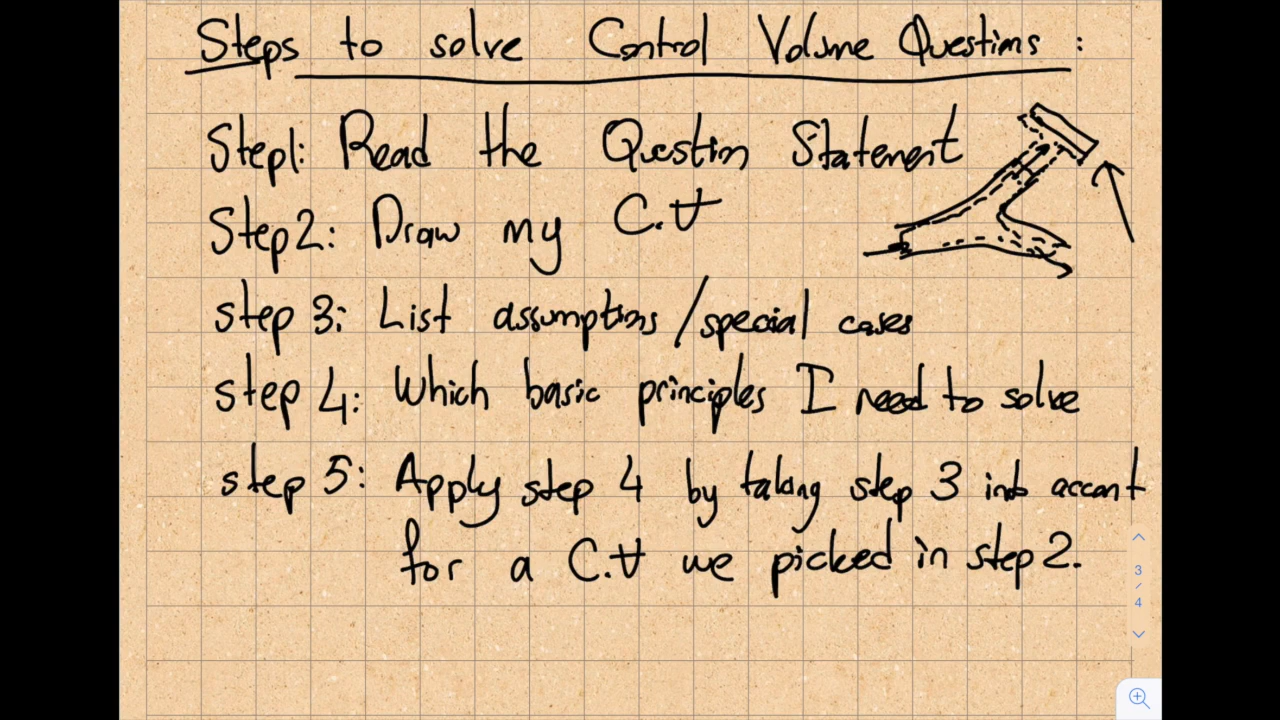 Steps to solve Control Volume Questions :
Step1: Read the Question Statement
Step2: Draw my C.V
step 3: List assumptions/special cases
step 4: Which basic principles I need to solve
step 5: Apply step 4 by taking step 3 into account
for a C.V we picked in step 2.
3
/
4